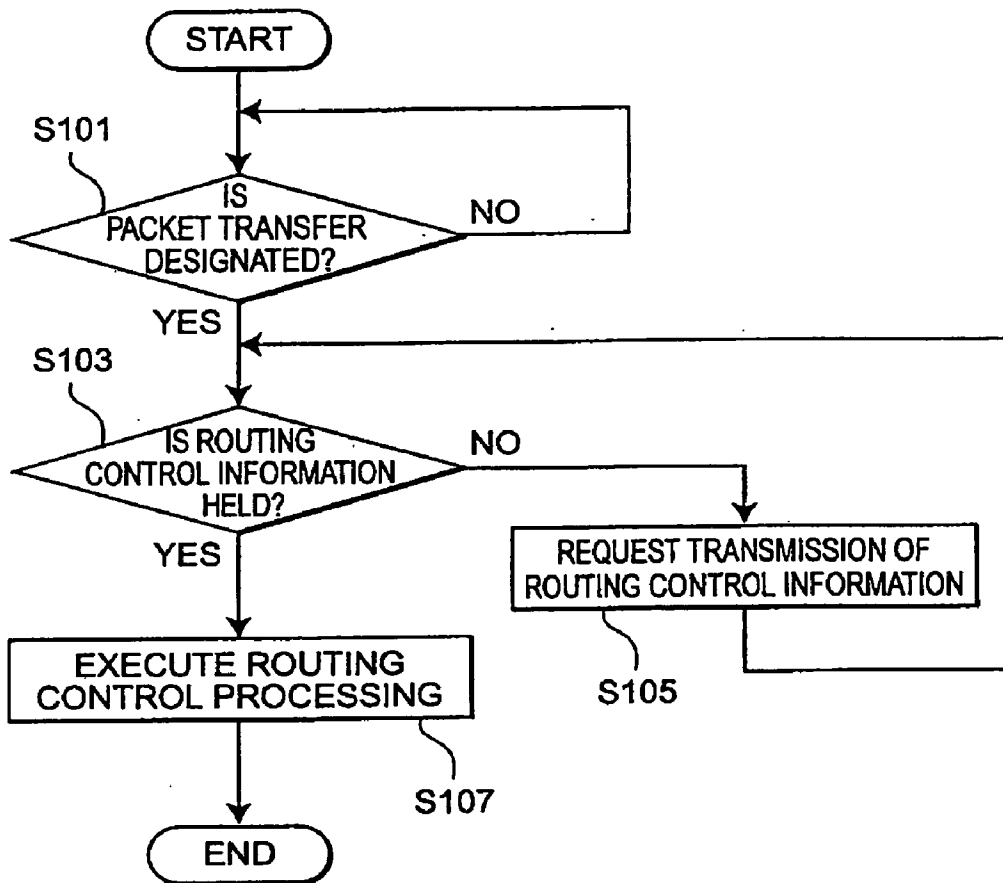 START
S101
IS
PACKET TRANSFER
DESIGNATED?
NO
YES
S103
IS ROUTING
CONTROL INFORMATION
HELD?
NO
YES
REQUEST TRANSMISSION OF
ROUTING CONTROL INFORMATION
S105
EXECUTE ROUTING
CONTROL PROCESSING
S107
END